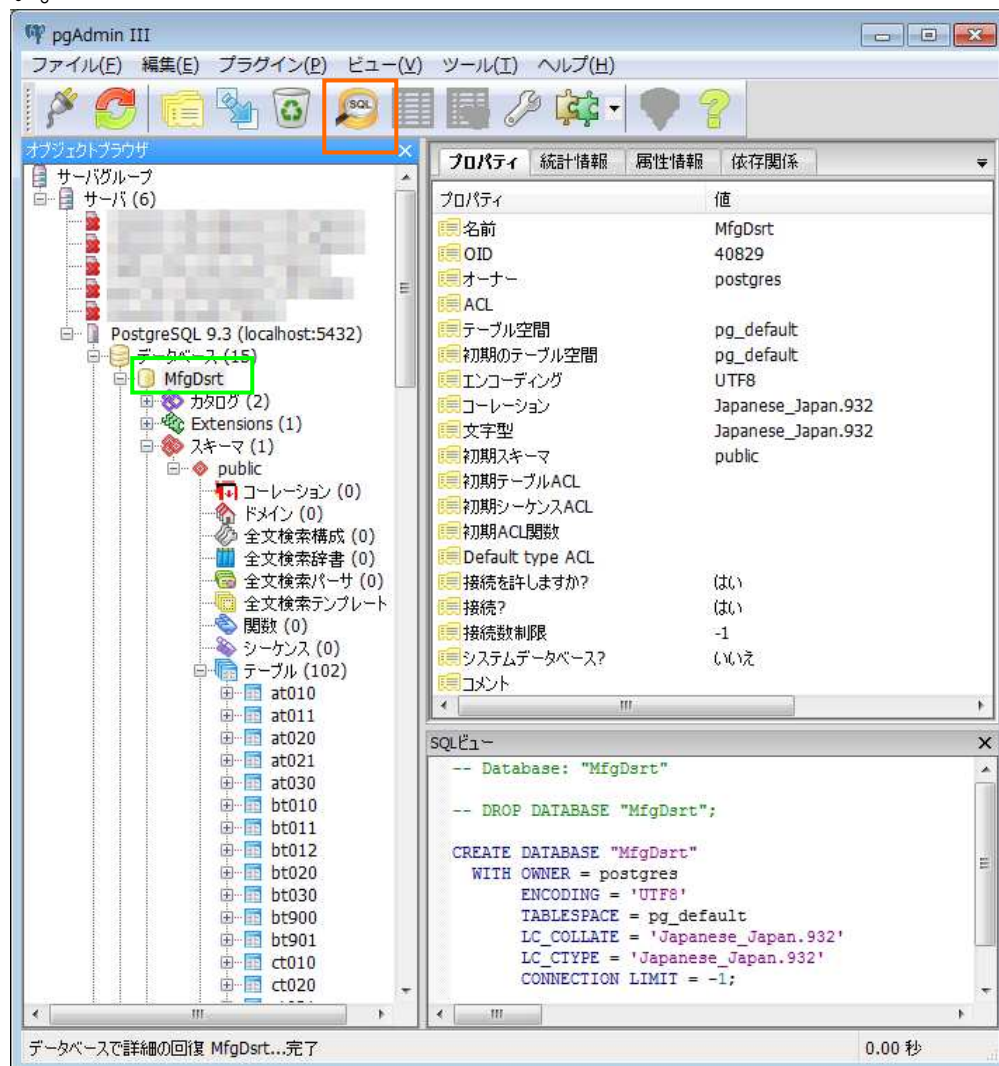 pgAdmin III
ファイル(F) 編集(E) プラグイン(P) ビュー(V) ツール(T) ヘルプ(H)
SQL
オブジェクトブラウザ
サーバグループ
サーバ (6)
PostgreSQL 9.3 (localhost:5432)
データベース (15)
MfgDsrt
カタログ (2)
Extensions (1)
スキーマ (1)
public
コーレーション (0)
ドメイン (0)
全文検索構成 (0)
全文検索辞書 (0)
全文検索パーサ (0)
全文検索テンプレート
関数 (0)
シーケンス (0)
テーブル (102)
at010
at011
at020
at021
at030
bt010
bt011
bt012
bt020
bt030
bt900
bt901
ct010
ct020
プロパティ 統計情報 属性情報 依存関係
プロパティ 値
名前 MfgDsrt
OID 40829
オーナー postgres
ACL
テーブル空間 pg_default
初期のテーブル空間 pg_default
エンコーディング UTF8
コーレーション Japanese_Japan.932
文字型 Japanese_Japan.932
初期スキーマ public
初期テーブルACL
初期シーケンスACL
初期ACL関数
Default type ACL
接続を許しますか? はい
接続? はい
接続数制限 -1
システムデータベース? いいえ
コメント
SQLビュー
-- Database: "MfgDsrt"
-- DROP DATABASE "MfgDsrt";
CREATE DATABASE "MfgDsrt"
WITH OWNER = postgres
ENCODING = 'UTF8'
TABLESPACE = pg_default
LC_COLLATE = 'Japanese_Japan.932'
LC_CTYPE = 'Japanese_Japan.932'
CONNECTION LIMIT = -1;
データベースで詳細の回復 MfgDsrt...完了 0.00 秒